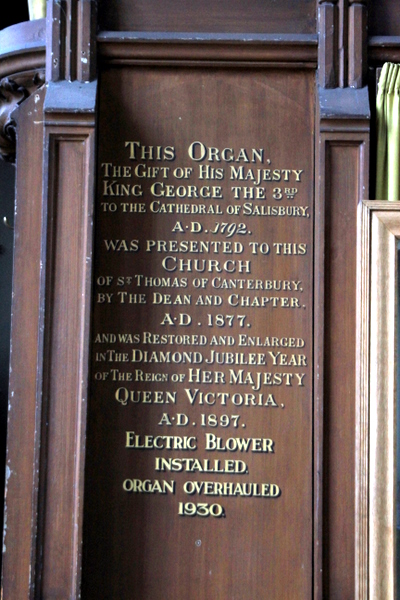 This Organ,
The Gift of His Majesty
King George the 3RD
to the Cathedral of Salisbury,
A.D. 1792.
was presented to this
Church
of ST Thomas of Canterbury,
by The Dean and Chapter.
A.D. 1877.
and was Restored and Enlarged
in The Diamond Jubilee Year
of The Reign of Her Majesty
Queen Victoria,
A.D. 1897.
Electric Blower
installed.
Organ overhauled
1930.